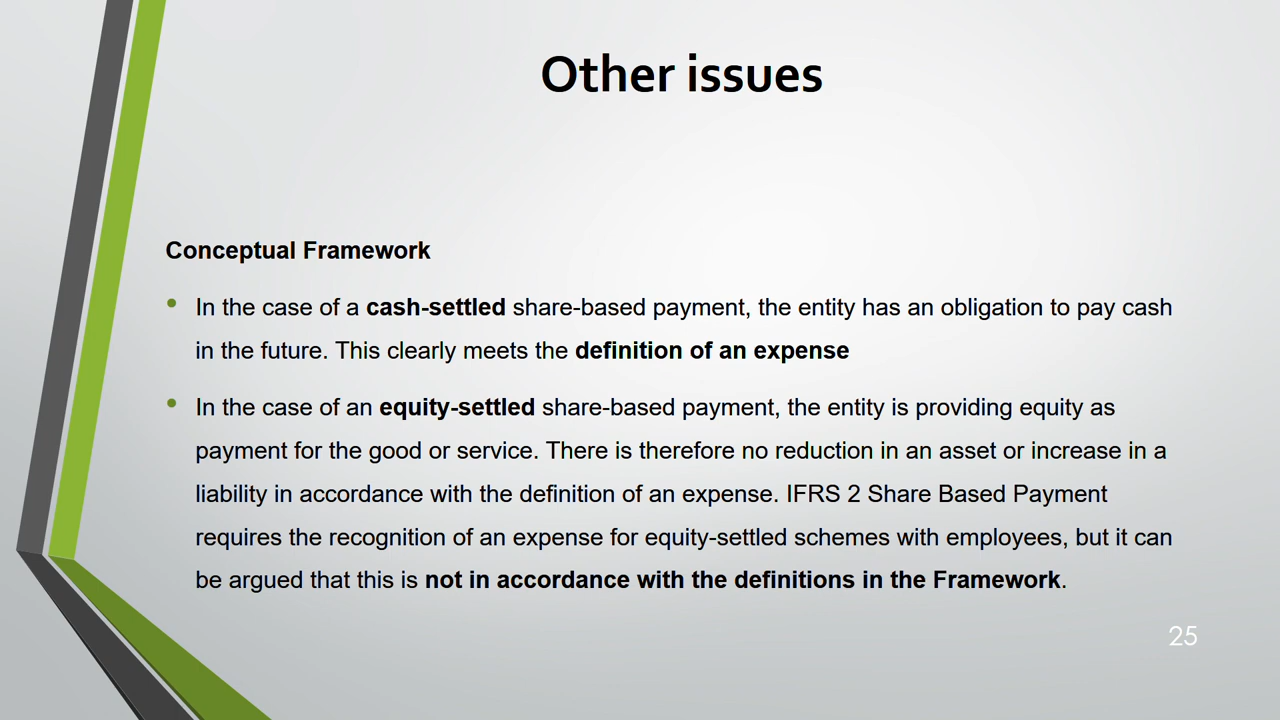 Other issues
Conceptual Framework
• In the case of a cash-settled share-based payment, the entity has an obligation to pay cash
in the future. This clearly meets the definition of an expense
• In the case of an equity-settled share-based payment, the entity is providing equity as
payment for the good or service. There is therefore no reduction in an asset or increase in a
liability in accordance with the definition of an expense. IFRS 2 Share Based Payment
requires the recognition of an expense for equity-settled schemes with employees, but it can
be argued that this is not in accordance with the definitions in the Framework.
25